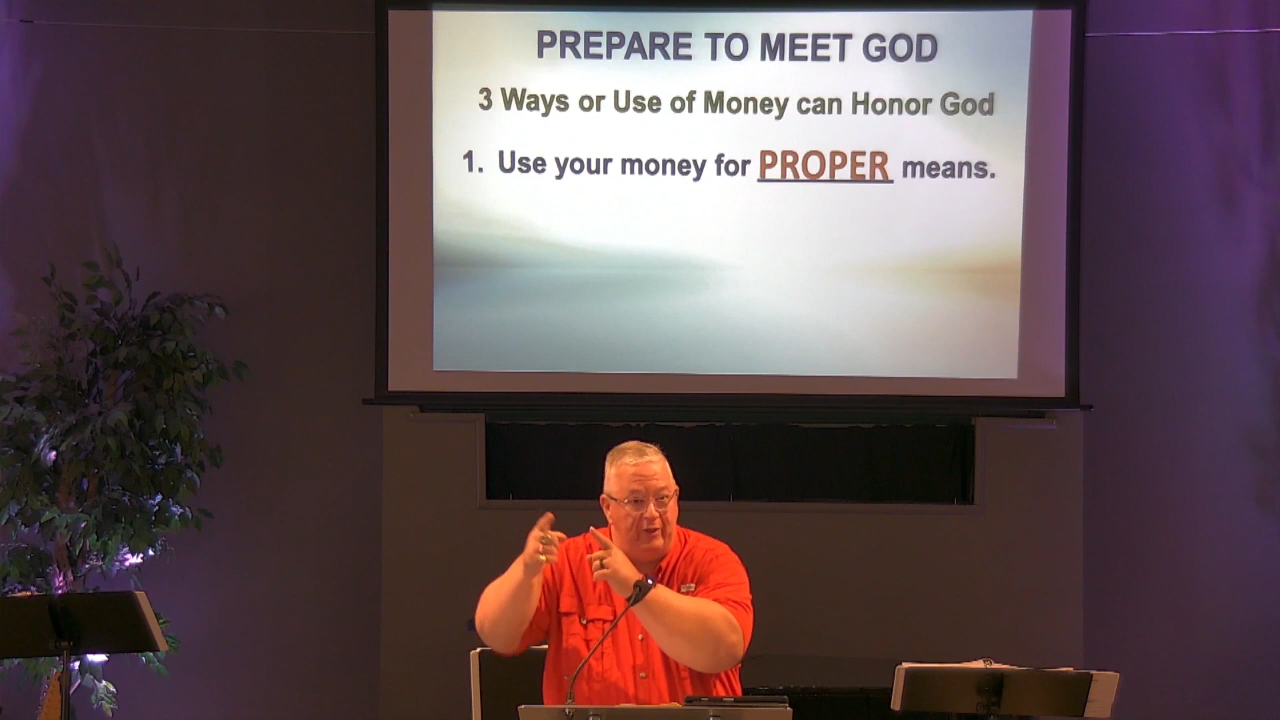 PREPARE TO MEET GOD
3 Ways or Use of Money can Honor God
1. Use your money for PROPER means.